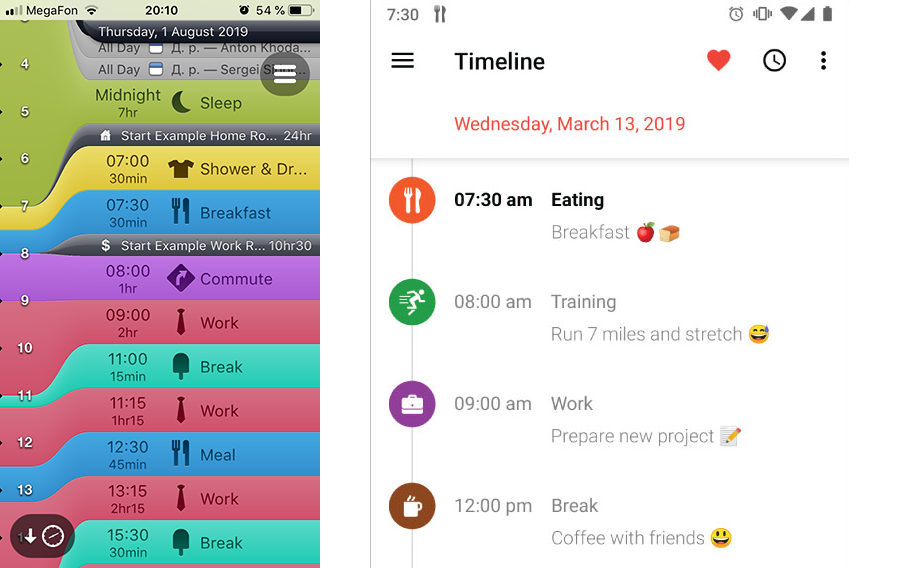 MegaFon 20:10 54 %
Thursday, 1 August 2019
All Day Д. р. — Anton Khoda...
All Day Д. р. — Sergei
4
Midnight
7hr
Sleep
5
Start Example Home Ro... 24hr
6
07:00
30min
Shower & Dr...
7
07:30
30min
Breakfast
8
$ Start Example Work R... 10hr30
08:00
1hr
Commute
9
09:00
2hr
Work
10
11:00
15min
Break
11
11:15
1hr15
Work
12
12:30
45min
Meal
13
13:15
2hr15
Work
15:30
30min
Break
7:30
Timeline
Wednesday, March 13, 2019
07:30 am Eating
Breakfast 🍎🍞
08:00 am Training
Run 7 miles and stretch 😅
09:00 am Work
Prepare new project 📝
12:00 pm Break
Coffee with friends 😃